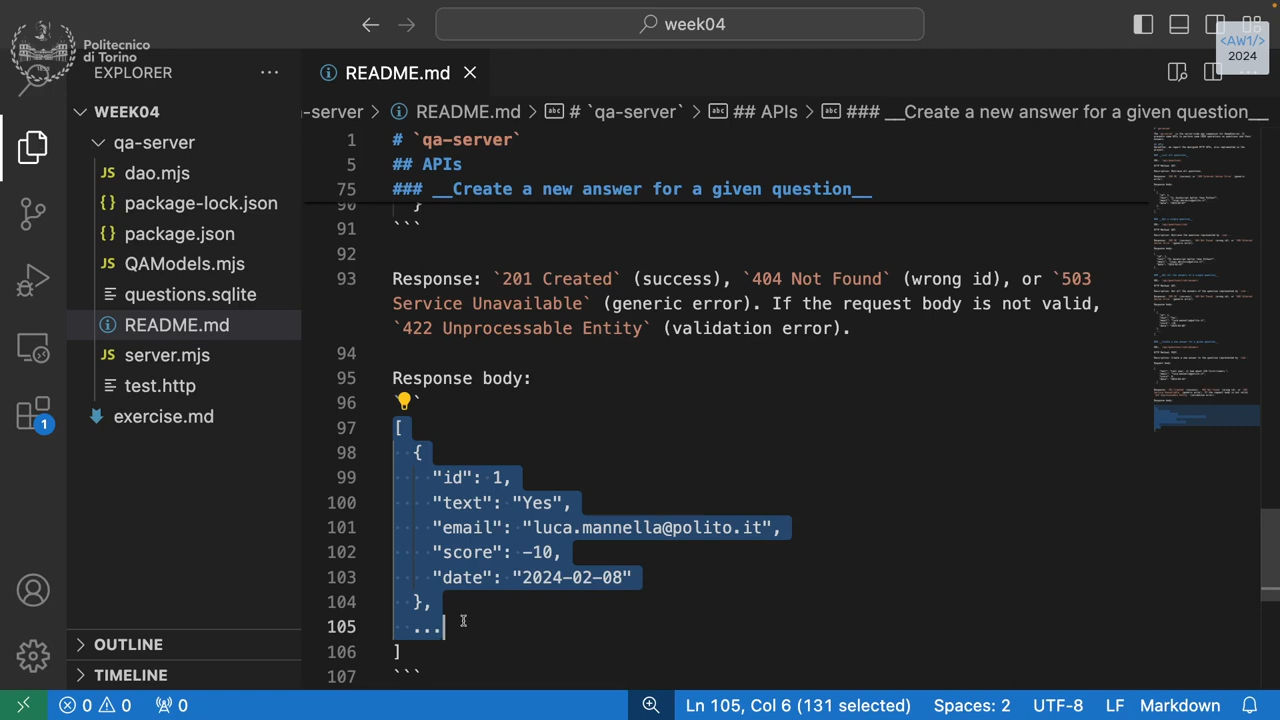 week04
Politecnico
di Torino
<AW1/>
2024
EXPLORER
README.md
WEEK04
qa-server
dao.mjs
package-lock.json
package.json
QAModels.mjs
questions.sqlite
README.md
server.mjs
test.http
exercise.md
OUTLINE
TIMELINE
1
a-server > README.md > # `qa-server` > ## APIs > ### __Create a new answer for a given question__
1 # `qa-server`
5 ## APIs
75 ### __Create a new answer for a given question__
90 }
91 ```
92
93 Response: `201 Created` (success), `404 Not Found` (wrong id), or `503
Service Unavailable` (generic error). If the request body is not valid,
`422 Unprocessable Entity` (validation error).
94
95 Response body:
96
97 [
98 {
99 "id": 1,
100 "text": "Yes",
101 "email": "luca.mannella@polito.it",
102 "score": -10,
103 "date": "2024-02-08"
104 },
105 ...
106 ]
107 ```
0 0 0 Ln 105, Col 6 (131 selected) Spaces: 2 UTF-8 LF Markdown